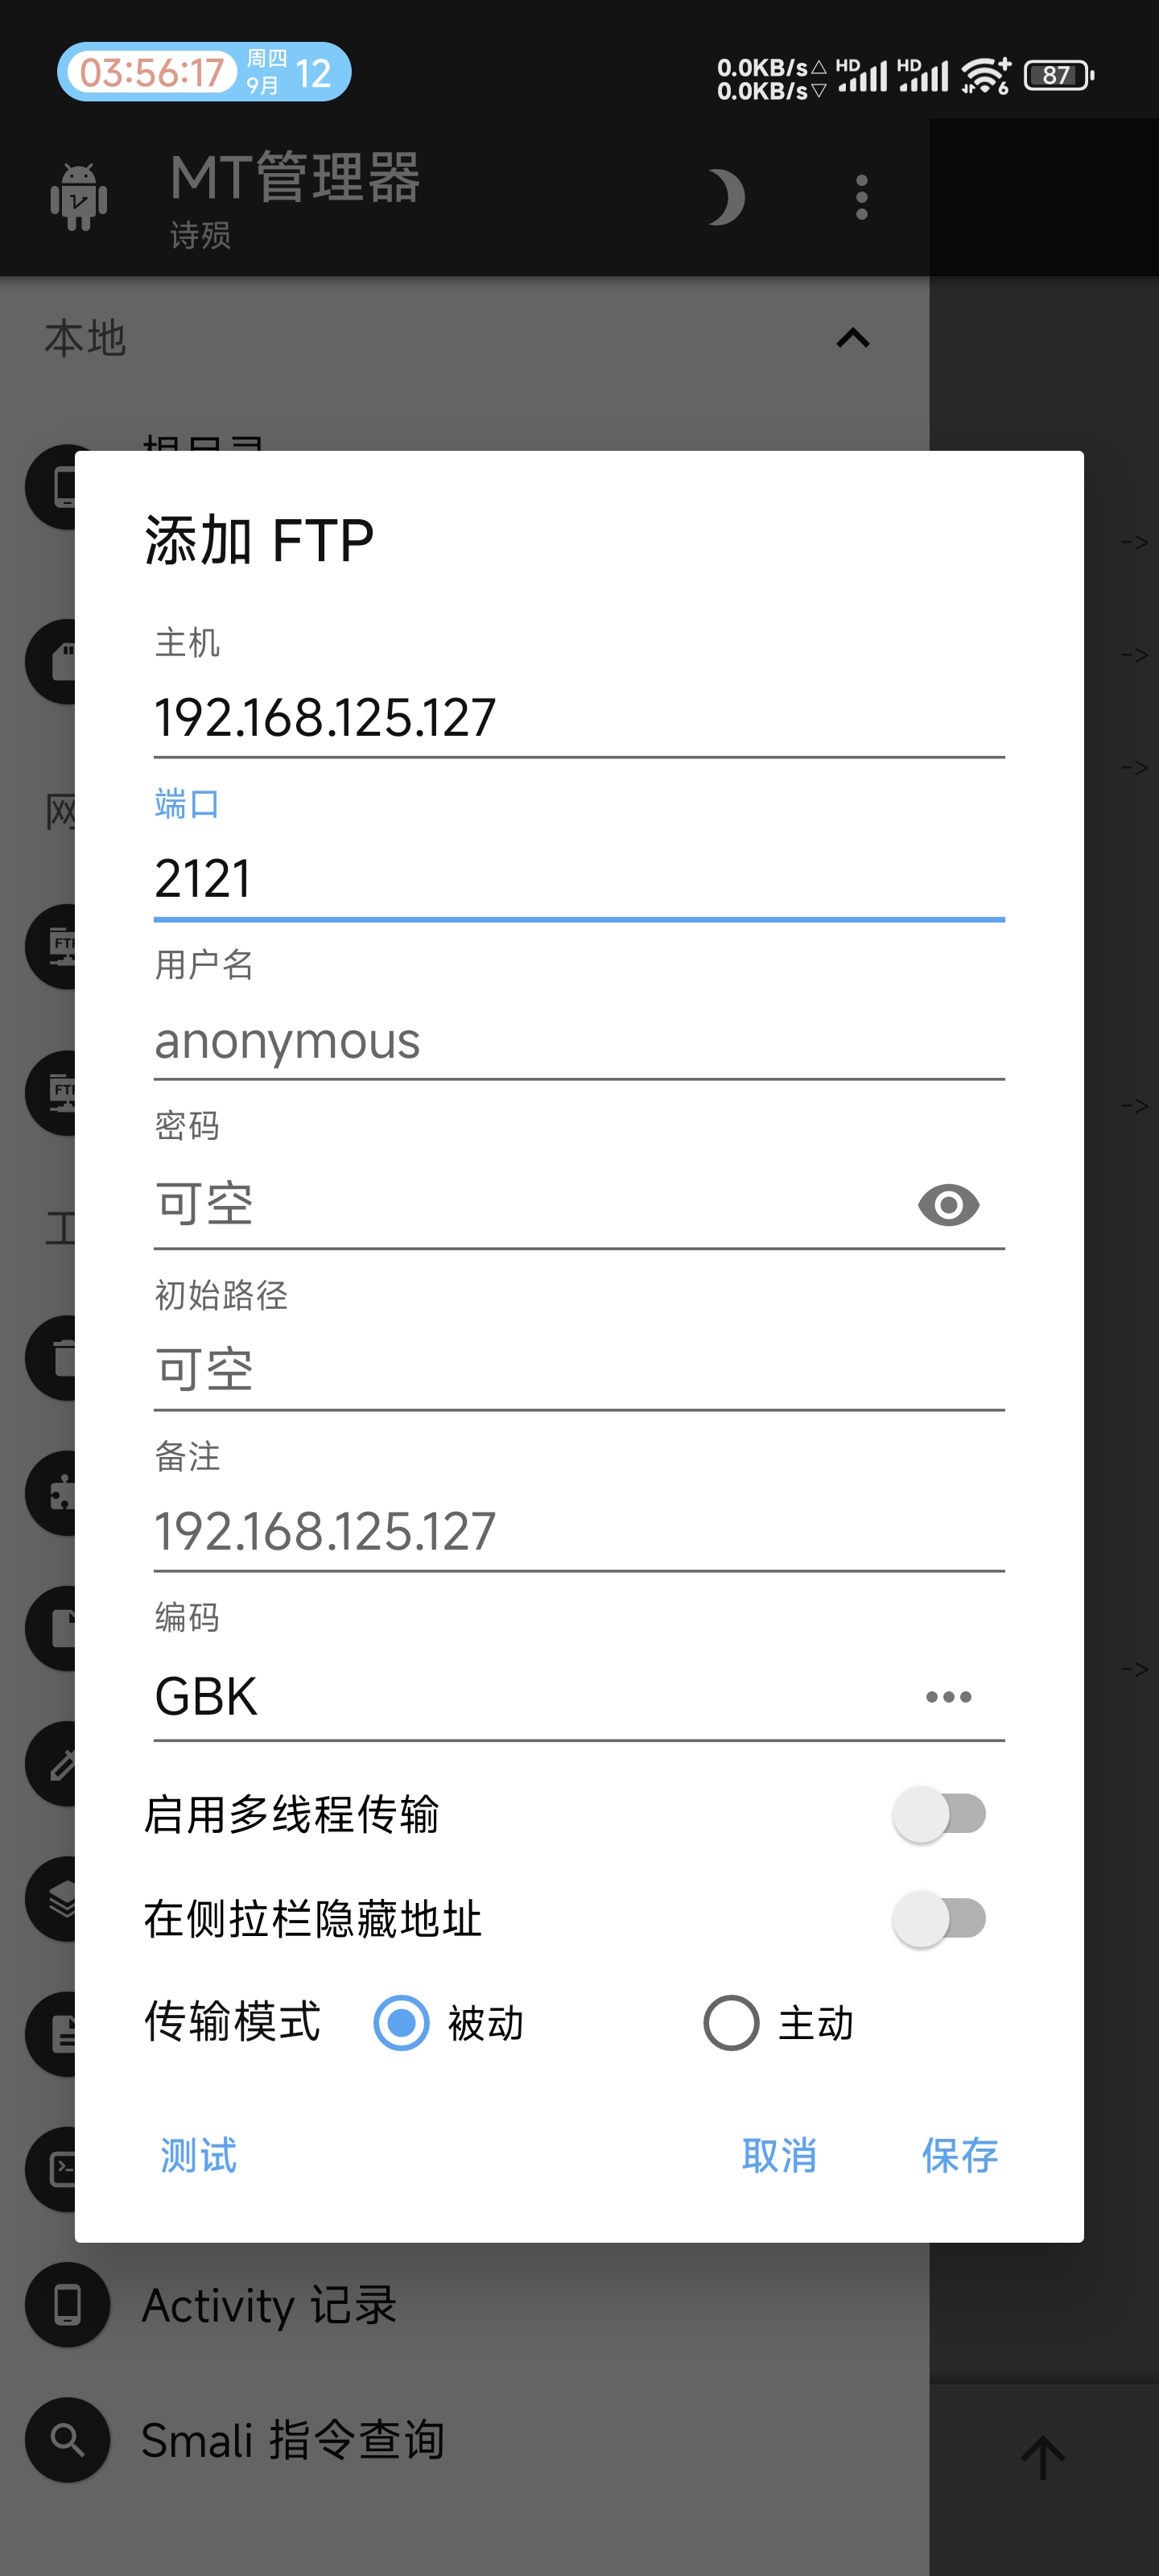 03:56:17 周四 9月 12
0.0KB/s△ HD HD
0.0KB/s▽ 6 87
MT管理器
诗殒
本地
根目录
添加 FTP
主机
192.168.125.127
->
端口
2121
->
用户名
anonymous
->
密码
可空
->
初始路径
可空
备注
192.168.125.127
编码
GBK
->
启用多线程传输
在侧拉栏隐藏地址
传输模式 被动 主动
测试 取消 保存
Activity 记录
Smali 指令查询